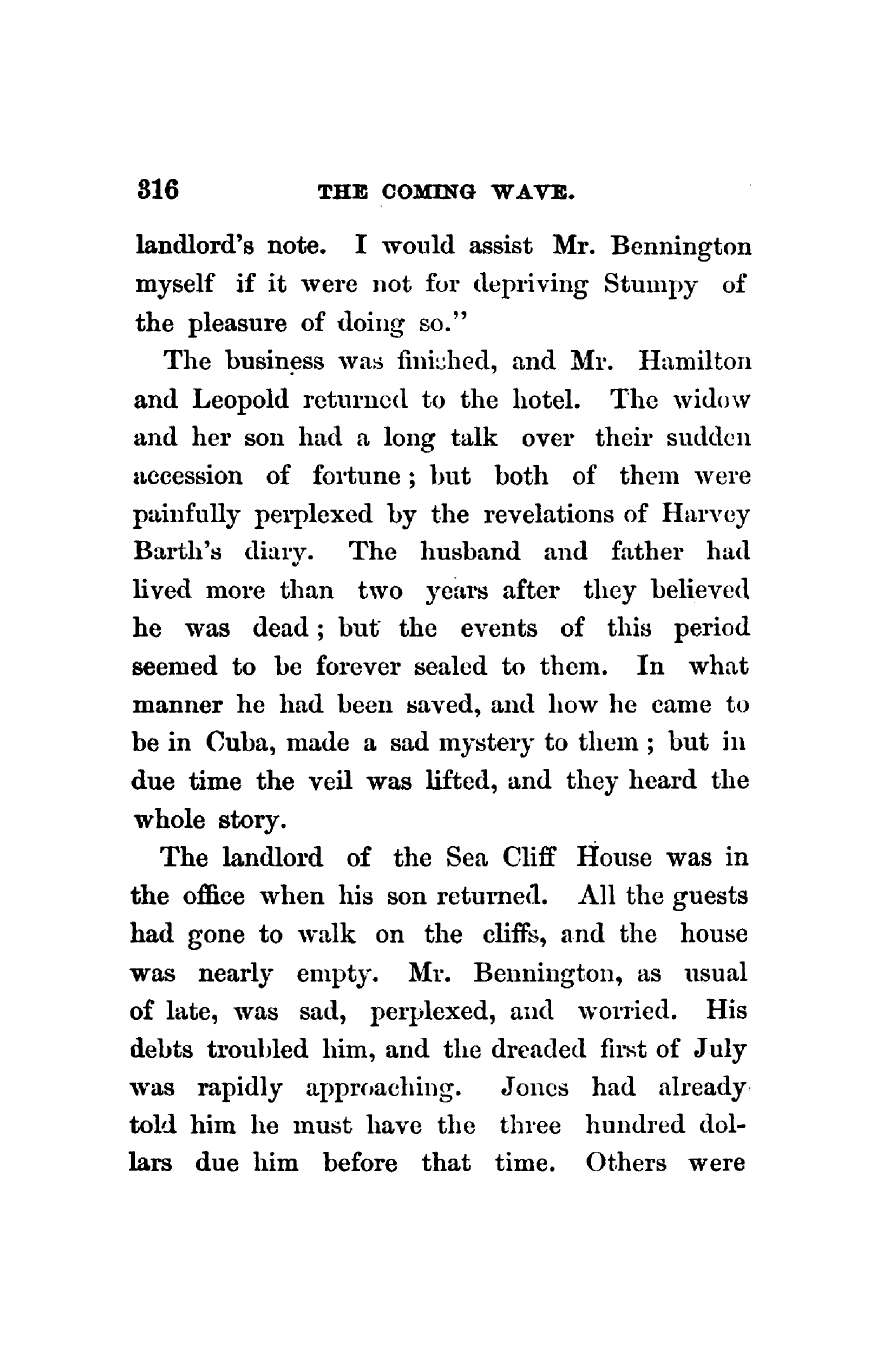 316 THE COMING WAVE.
landlord's note. I would assist Mr. Bennington
myself if it were not for depriving Stumpy of
the pleasure of doing so."
The business was finished, and Mr. Hamilton
and Leopold returned to the hotel. The widow
and her son had a long talk over their sudden
accession of fortune ; but both of them were
painfully perplexed by the revelations of Harvey
Barth's diary. The husband and father had
lived more than two years after they believed
he was dead ; but the events of this period
seemed to be forever sealed to them. In what
manner he had been saved, and how he came to
be in Cuba, made a sad mystery to them ; but in
due time the veil was lifted, and they heard the
whole story.
The landlord of the Sea Cliff House was in
the office when his son returned. All the guests
had gone to walk on the cliffs, and the house
was nearly empty. Mr. Bennington, as usual
of late, was sad, perplexed, and worried. His
debts troubled him, and the dreaded first of July
was rapidly approaching. Jones had already
told him he must have the three hundred dol-
lars due him before that time. Others were